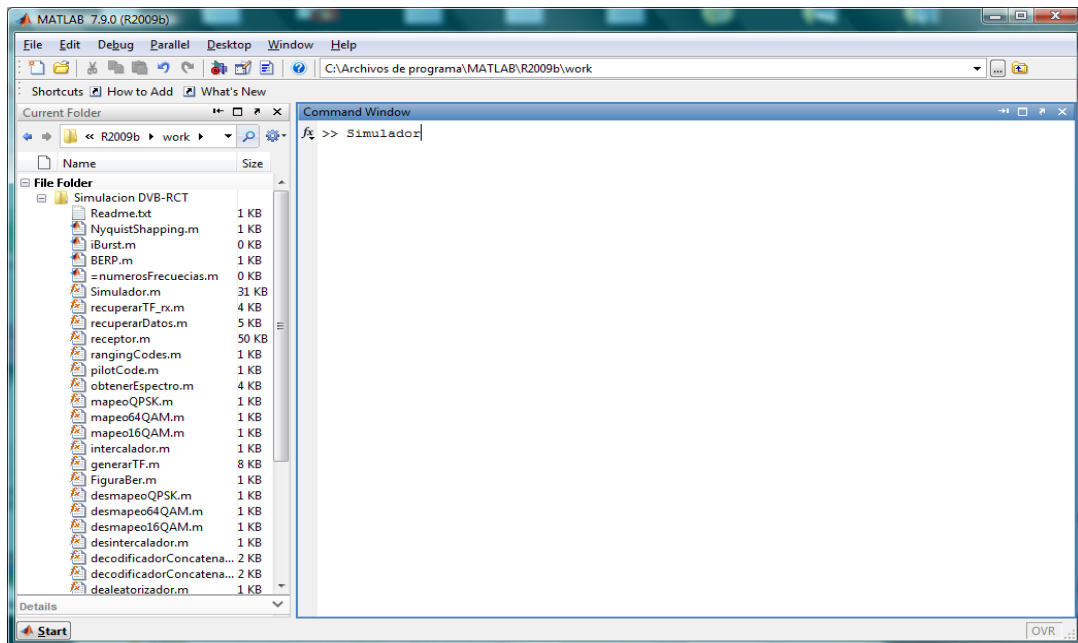 MATLAB 7.9.0 (R2009b)
File Edit Debug Parallel Desktop Window Help
C:\Archivos de programa\MATLAB\R2009b\work
Shortcuts How to Add What's New
Current Folder
Command Window
« R2009b work
fx >> Simulador
Name Size
File Folder
Simulacion DVB-RCT
Readme.txt 1 KB
NyquistShapping.m 1 KB
iBurst.m 0 KB
BERP.m 1 KB
=numerosFrecuecias.m 0 KB
Simulador.m 31 KB
recuperarTF_rx.m 4 KB
recuperarDatos.m 5 KB
receptor.m 50 KB
rangingCodes.m 1 KB
pilotCode.m 1 KB
obtenerEspectro.m 4 KB
mapeoQPSK.m 1 KB
mapeo64QAM.m 1 KB
mapeo16QAM.m 1 KB
intercalador.m 1 KB
generarTF.m 8 KB
FiguraBer.m 1 KB
desmapeoQPSK.m 1 KB
desmapeo64QAM.m 1 KB
desmapeo16QAM.m 1 KB
desintercalador.m 1 KB
decodificadorConcatena... 2 KB
decodificadorConcatena... 2 KB
dealeatorizador.m 1 KB
Details
Start
OVR